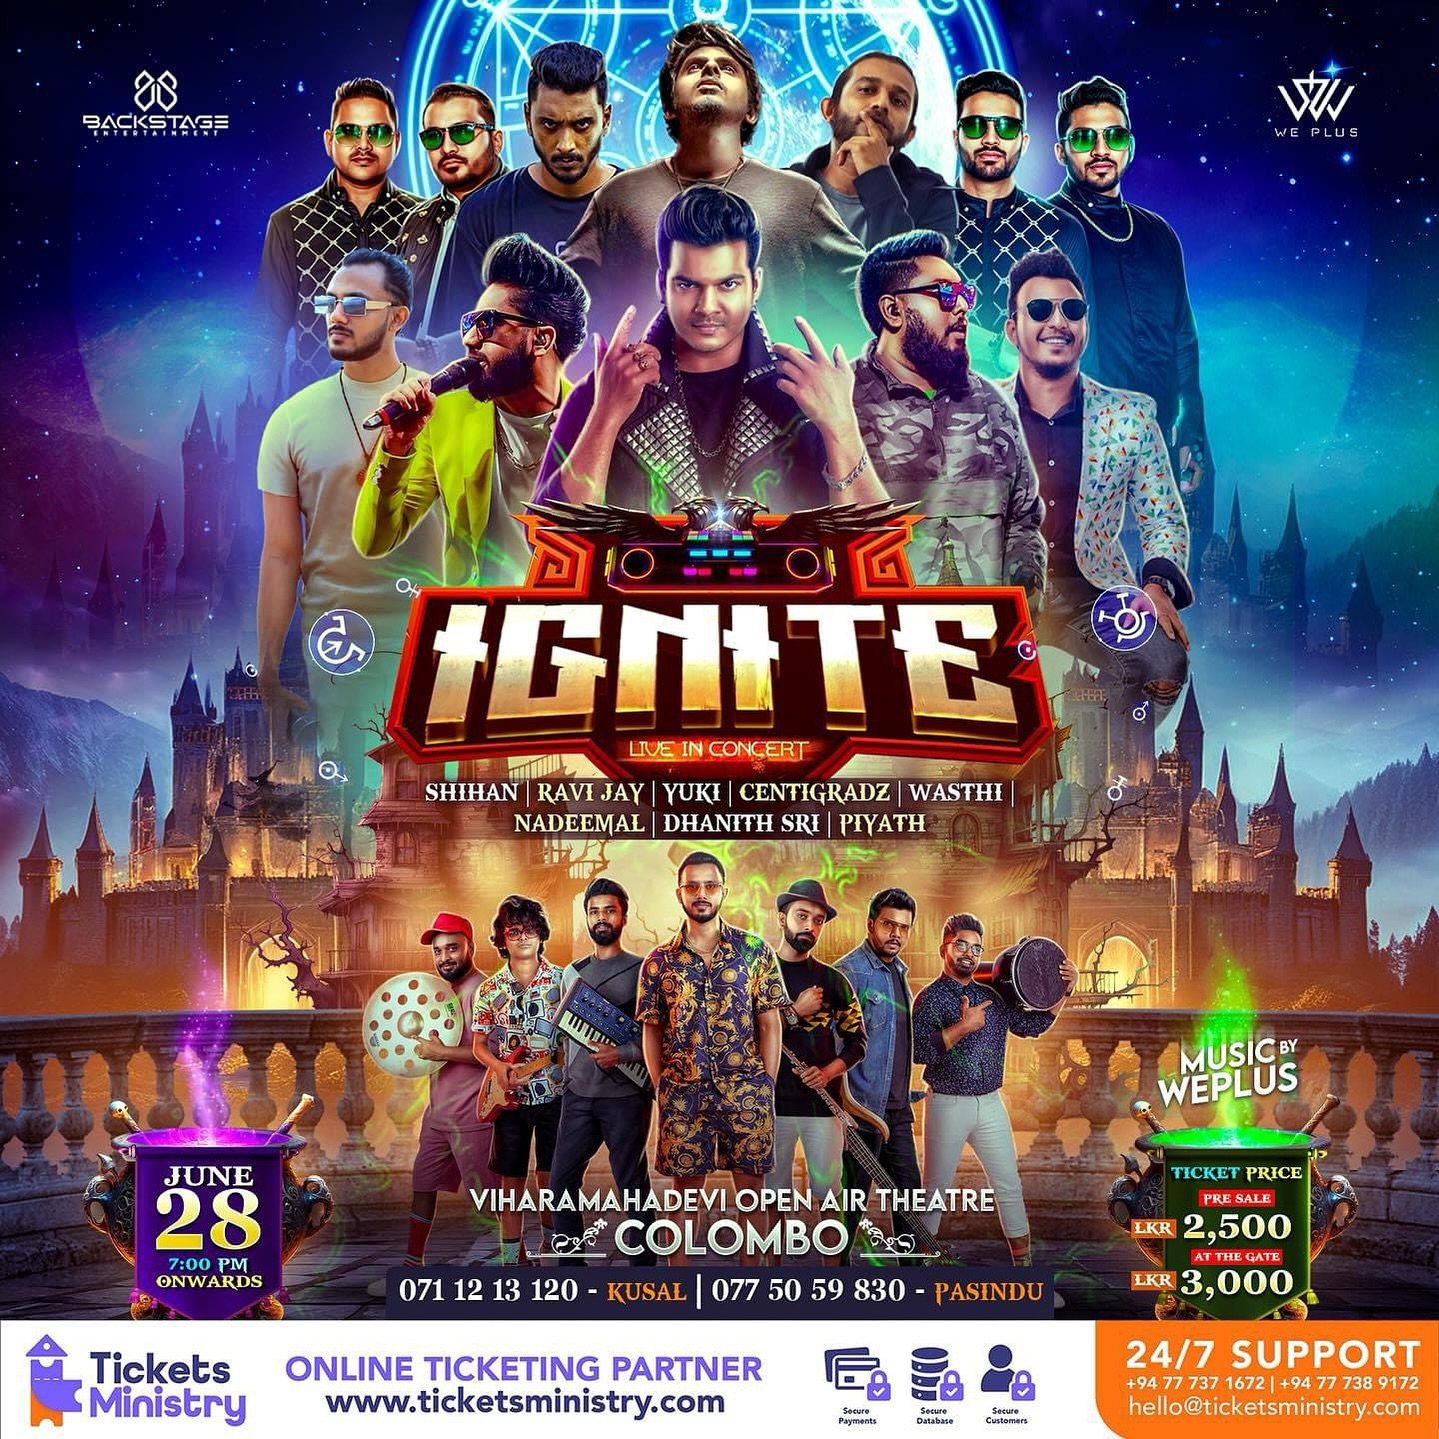 BACKSTAGE
ENTERTAINMENT
WE PLUS
IGNITE
LIVE IN CONCERT
SHIHAN | RAVI JAY | YUKI | CENTIGRADZ | WASTHI |
NADEEMAL | DHANITH SRI | PIYATH
MUSIC BY
WEPLUS
JUNE
28
7:00 PM
ONWARDS
VIHARAMAHADEVI OPEN AIR THEATRE
COLOMBO
071 12 13 120 - KUSAL | 077 50 59 830 - PASINDU
TICKET PRICE
PRE SALE
LKR 2,500
AT THE GATE
LKR 3,000
Tickets
Ministry
ONLINE TICKETING PARTNER
www.ticketsministry.com
Secure
Payments
Secure
Database
Secure
Customers
24/7 SUPPORT
+94 77 737 1672 | +94 77 738 9172
hello@ticketsministry.com